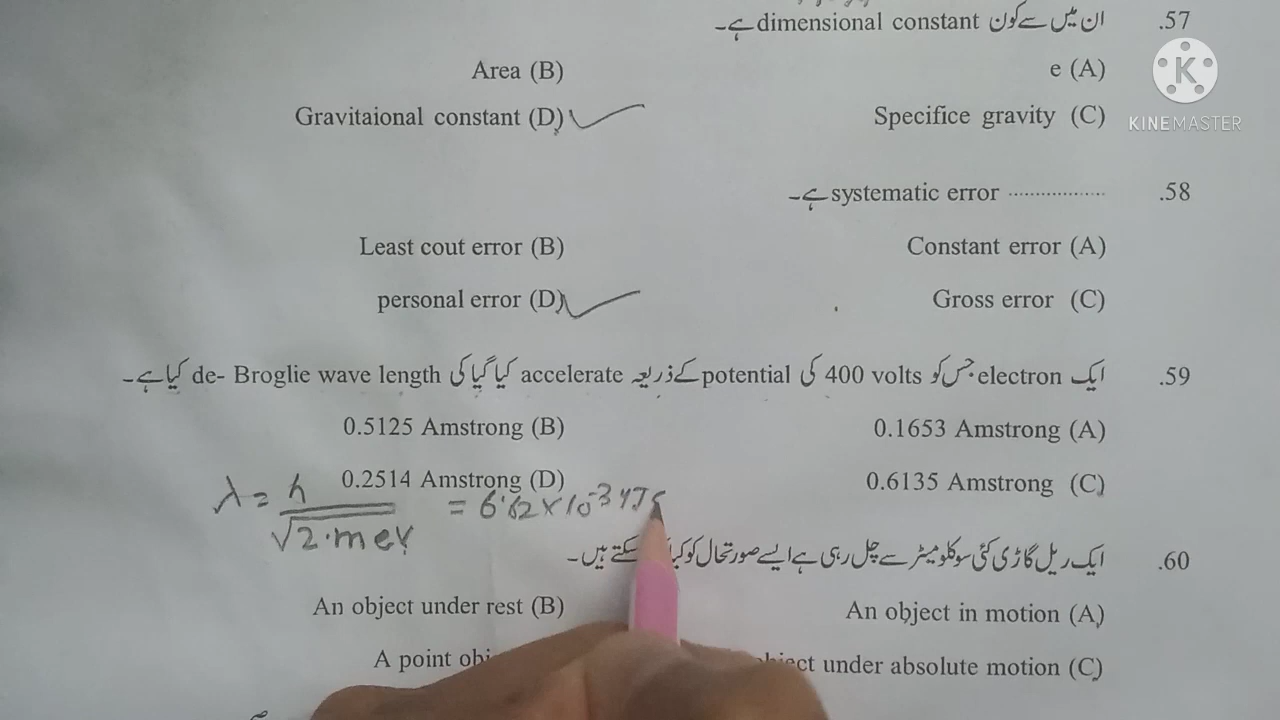 57. ان میں سے کون dimensional constant ہے۔
(A) e (B) Area
KINEMASTER
(C) Specifice gravity (D) Gravitaional constant
58. .................. systematic error ہے۔
(A) Constant error (B) Least cout error
(C) Gross error (D) personal error
59. ایک electron جس کو 400 volts کی potential کے ذریعہ accelerate کیا گیا کی de- Broglie wave length کیا ہے۔
(A) 0.1653 Amstrong (B) 0.5125 Amstrong
(C) 0.6135 Amstrong (D) 0.2514 Amstrong
λ = h / √2.meV = 6.62 × 10-34 Js
60. ایک ریل گاڑی کئی سو کلومیٹر سے چل رہی ہے ایسے صورتحال کو کیا سکتے ہیں۔
(A) An object in motion (B) An object under rest
(C) object under absolute motion A point